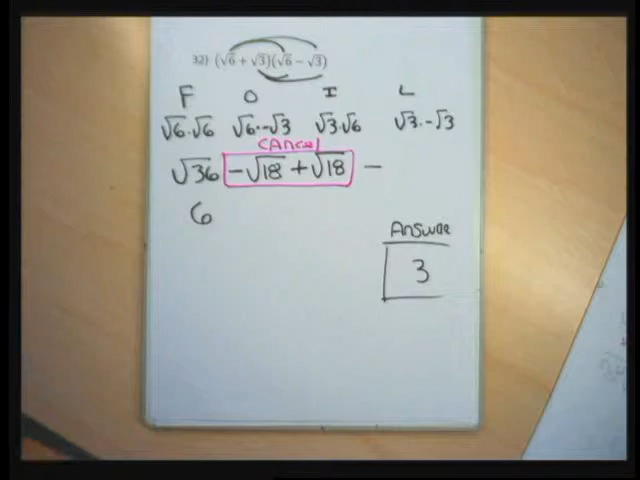 32) (√6 + √3)(√6 − √3)
F O I L
√6·√6 √6·-√3 √3·√6 √3·-√3
CANCel
√36 -√18 + √18 −
6
Answer
3